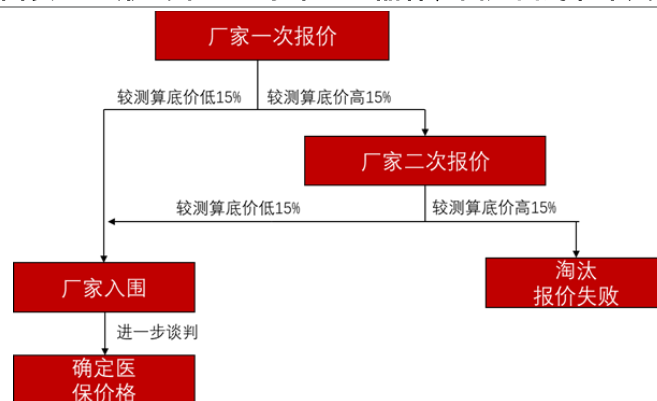 厂家一次报价
较测算底价低15%
较测算底价高15%
厂家二次报价
较测算底价低15%
较测算底价高15%
厂家入围
淘汰
报价失败
进一步谈判
确定医
保价格